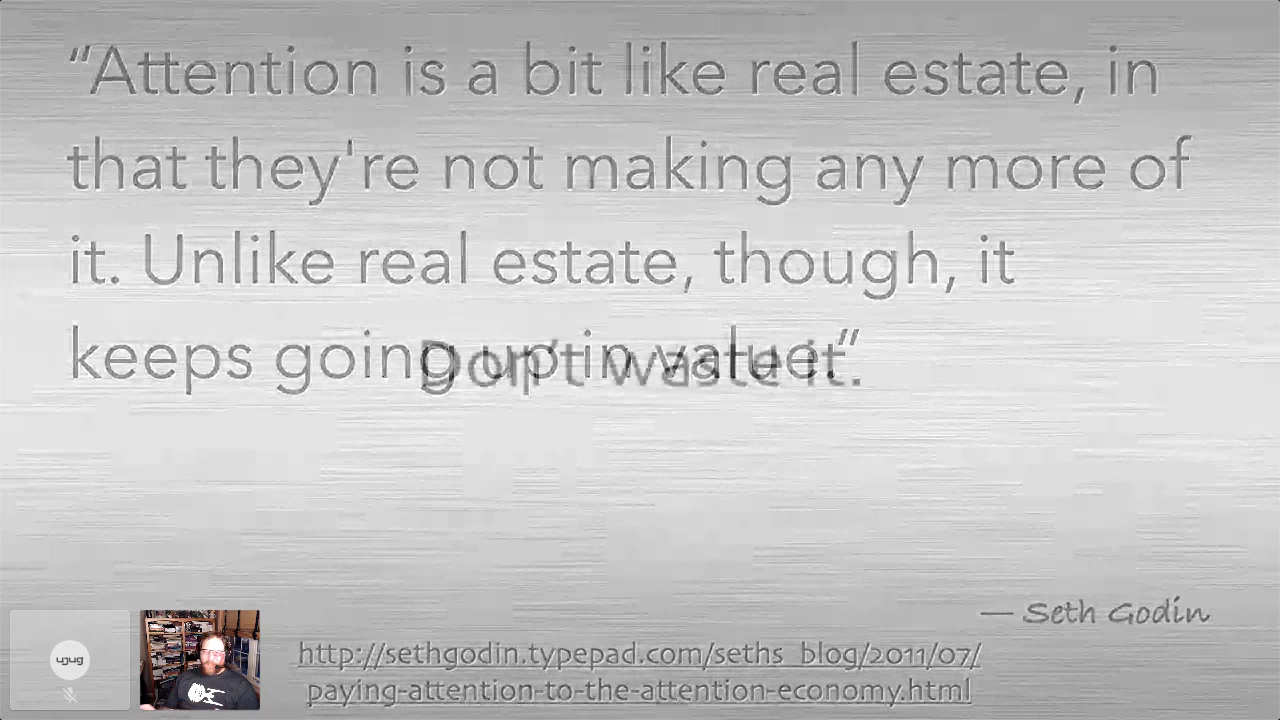 “Attention is a bit like real estate, in
that they're not making any more of
it. Unlike real estate, though, it
keeps going up in value.”
Don't waste it.
— Seth Godin
http://sethgodin.typepad.com/seths_blog/2011/07/
paying-attention-to-the-attention-economy.html